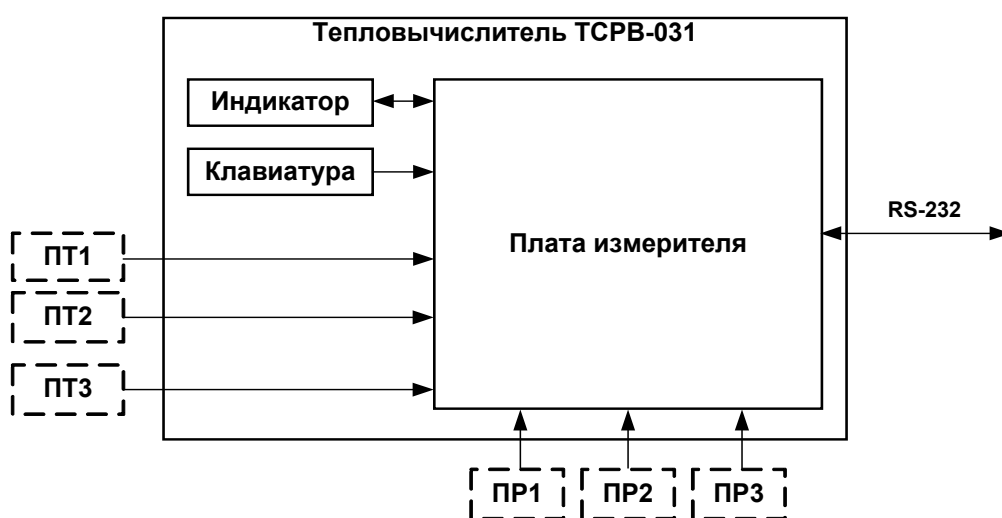 Тепловычислитель ТСРВ-031
Индикатор
Клавиатура
RS-232
Плата измерителя
ПТ1
ПТ2
ПТ3
ПР1 ПР2 ПР3